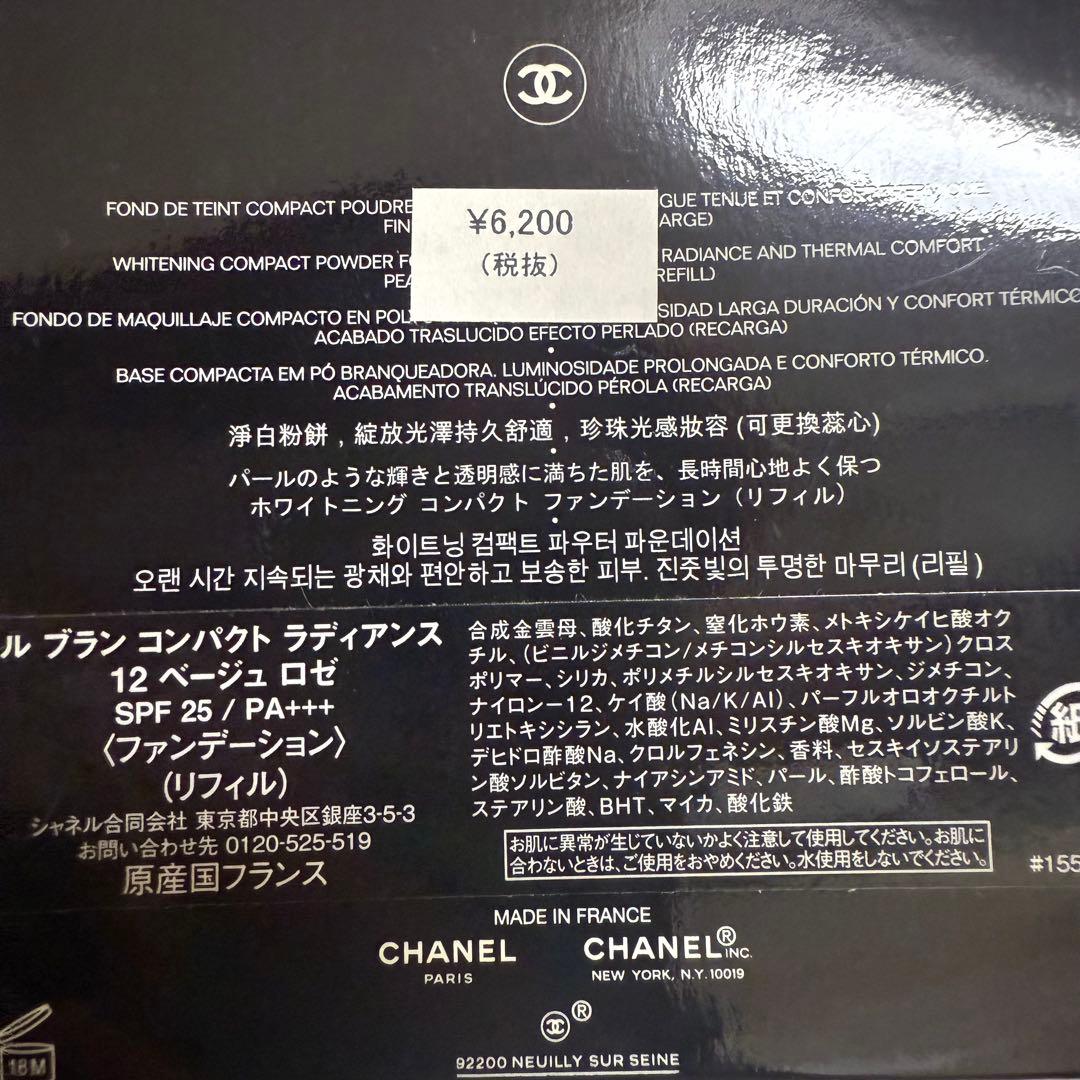 FOND DE TEINT COMPACT POUDRE
GUE TENUE ET
FIN
ARGE)
¥6,200
(税抜)
WHITENING COMPACT POWDER
RADIANCE AND THERMAL COMFORT.
PEA
REFILL)
FONDO DE MAQUILLAJE COMPACTO EN
SIDAD LARGA DURACIÓN Y CONFORT TÉRMICO
ACABADO TRASLUCIDO EFECTO PERLADO (RECARGA)
BASE COMPACTA EM PÓ BRANQUEADORA. LUMINOSIDADE PROLONGADA E CONFORTO TÉRMICO.
ACABAMENTO TRANSLÚCIDO PÉROLA (RECARGA)
淨白粉餅,綻放光澤持久舒適,珍珠光感妝容(可更換蕊心)
パールのような輝きと透明感に満ちた肌を、長時間心地よく保つ
ホワイトニング コンパクト ファンデーション(リフィル)
화이트닝 컴팩트 파우터 파운데이션
오랜 시간 지속되는 광채와 편안하고 보송한 피부. 진줏빛의 투명한 마무리(리필)
ル ブラン コンパクト ラディアンス
12 ベージュ ロゼ
SPF 25 / PA+++
〈ファンデーション〉
(リフィル)
シャネル合同会社 東京都中央区銀座3-5-3
お問い合わせ先 0120-525-519
原産国フランス
合成金雲母、酸化チタン、窒化ホウ素、メトキシケイヒ酸オク
チル、(ビニルジメチコン/メチコンシルセスキオキサン)クロス
ポリマー、シリカ、ポリメチルシルセスキオキサン、ジメチコン、
ナイロン-12、ケイ酸(Na/K/Al)、パーフルオロオクチルト
リエトキシシラン、水酸化Al、ミリスチン酸Mg、ソルビン酸K、
デヒドロ酢酸Na、クロルフェネシン、香料、セスキイソステアリ
ン酸ソルビタン、ナイアシンアミド、パール、酢酸トコフェロール、
ステアリン酸、BHT、マイカ、酸化鉄
お肌に異常が生じていないかよく注意して使用してください。お肌に
合わないときは、ご使用をおやめください。水使用をしないでください。
紙
#155
MADE IN FRANCE
CHANEL
PARIS
CHANEL® INC.
NEW YORK, N.Y. 10019
®
92200 NEUILLY SUR SEINE
18M